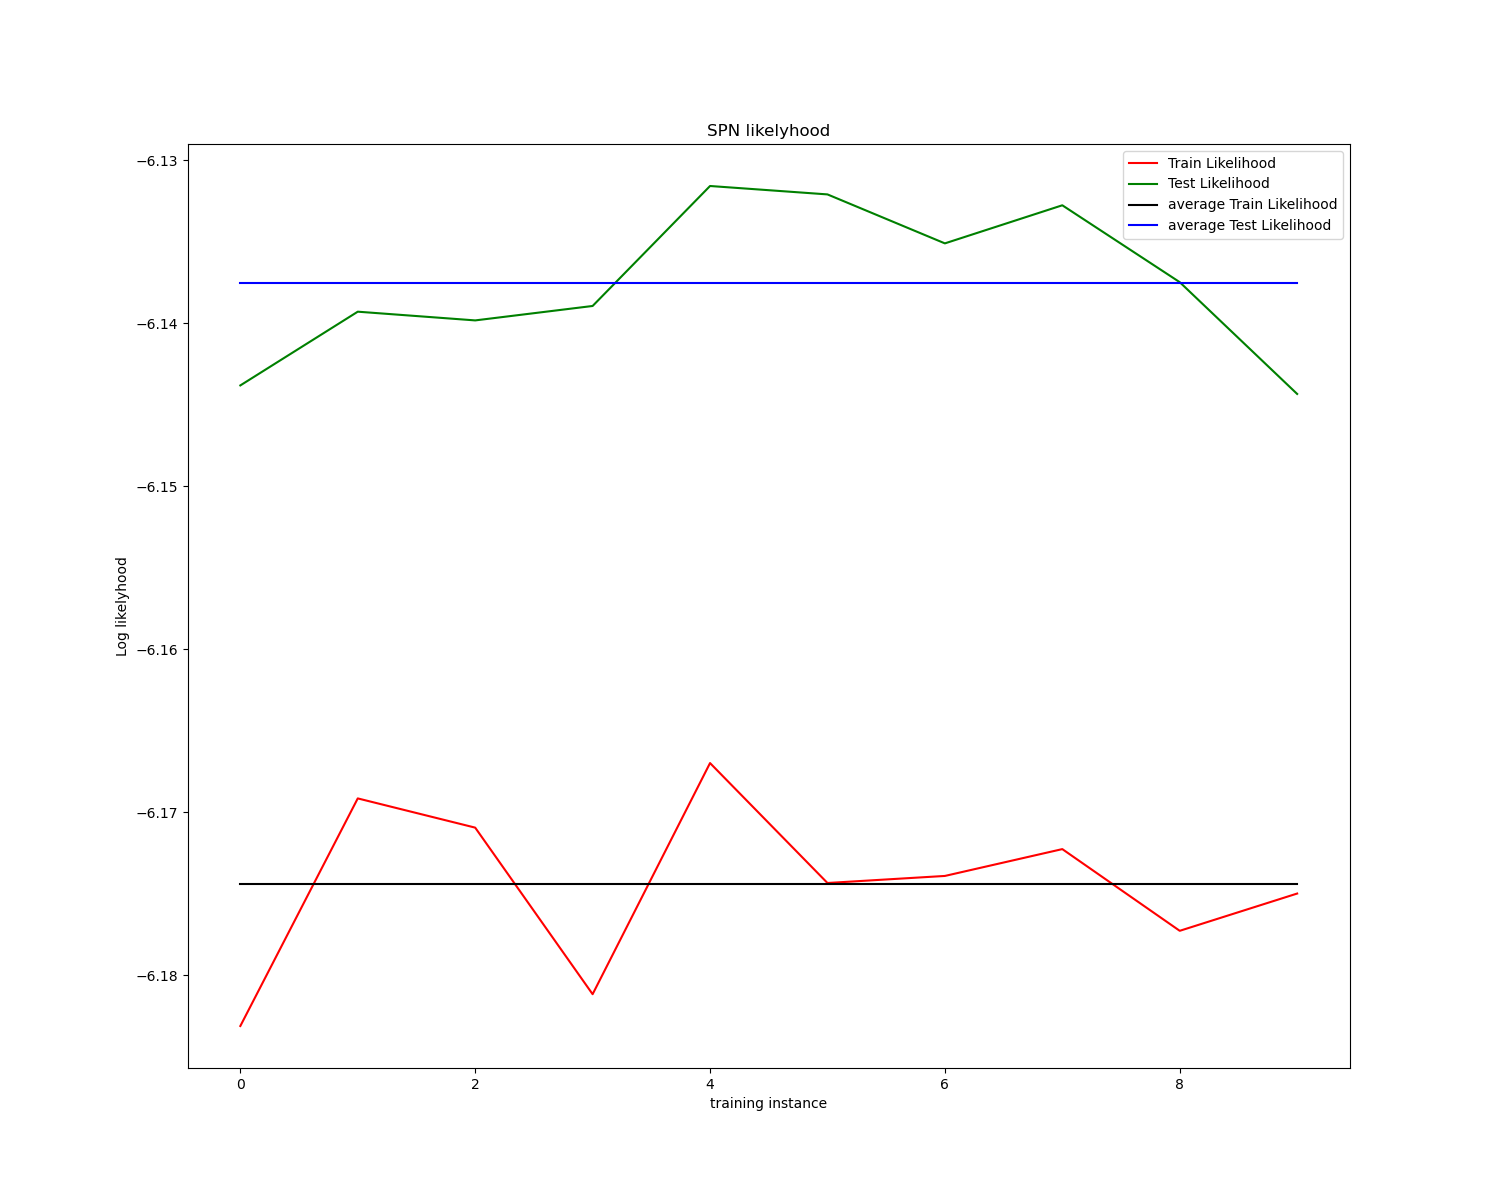 SPN likelyhood
Train Likelihood
Test Likelihood
average Train Likelihood
average Test Likelihood
−6.13
−6.14
−6.15
−6.16
−6.17
−6.18
Log likelyhood
0 2 4 6 8
training instance